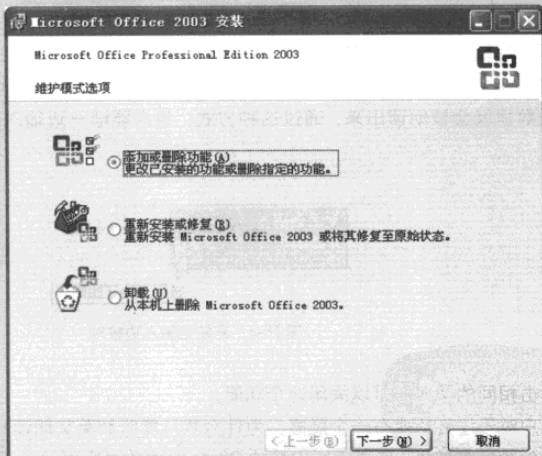 Microsoft Office 2003 安装
Microsoft Office Professional Edition 2003
维护模式选项
添加或删除功能(A)
更改已安装的功能或删除指定的功能。
重新安装或修复(R)
重新安装 Microsoft Office 2003 或将其修复至原始状态。
卸载(U)
从本机上删除 Microsoft Office 2003。
<上一步(B)
下一步(N) >
取消